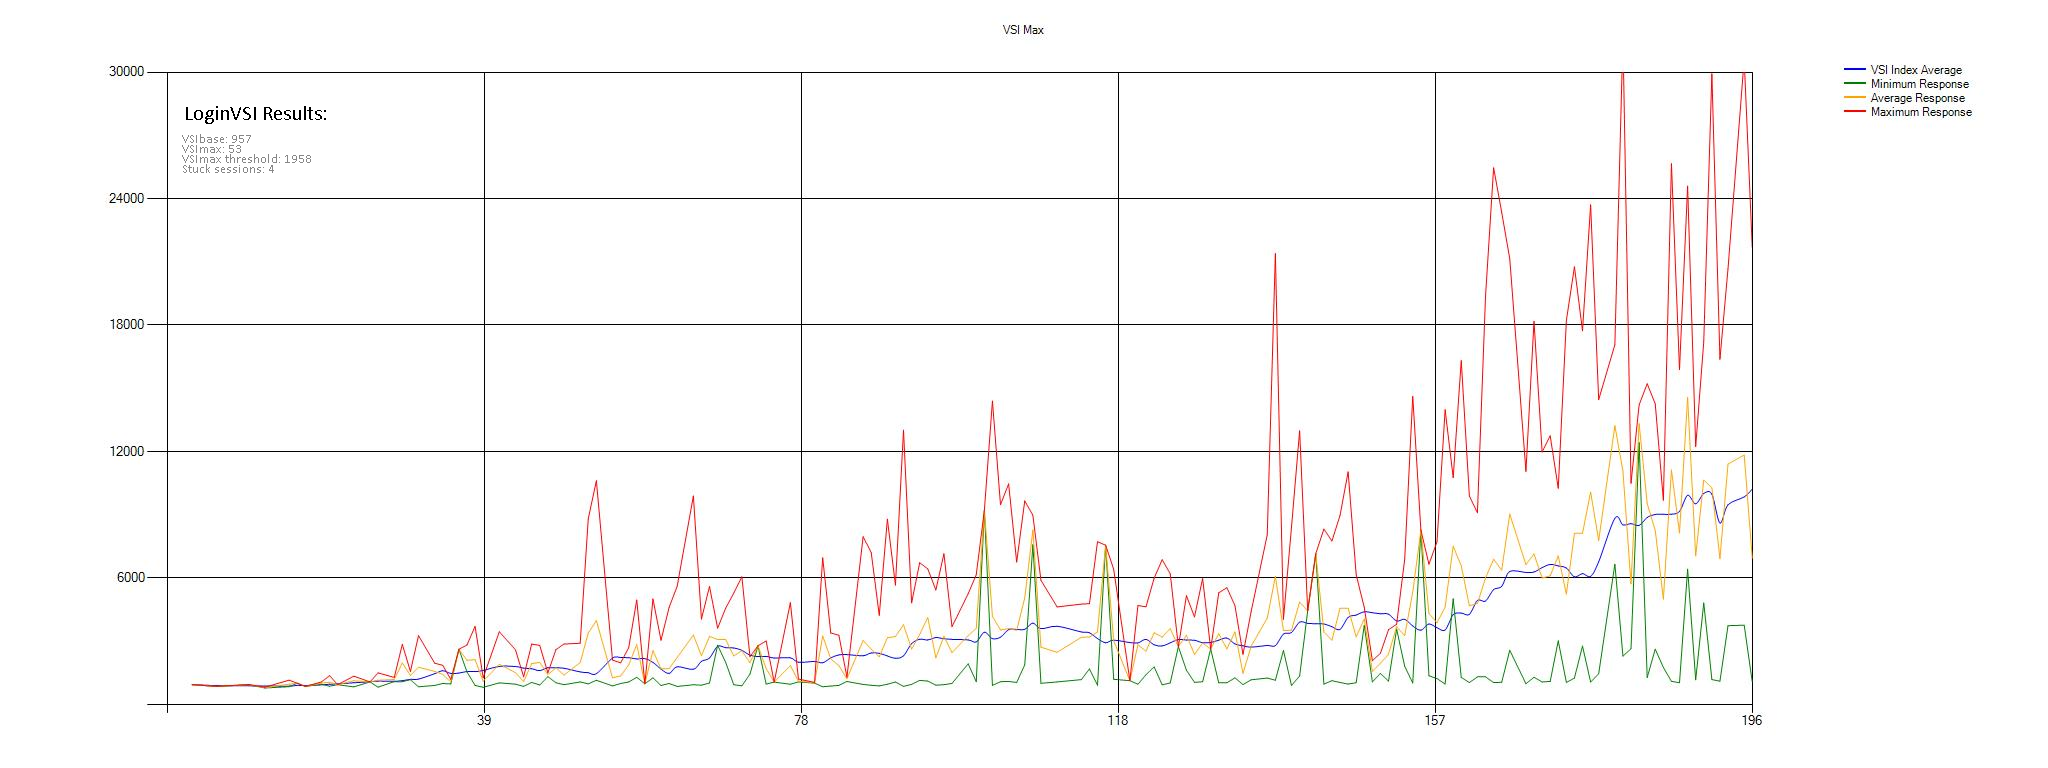 VSI Max
30000
24000
18000
12000
6000
LoginVSI Results:
VSIbase: 957
VSImax: 53
VSImax threshold: 1958
Stuck sessions: 4
VSI Index Average
Minimum Response
Average Response
Maximum Response
39
78
118
157
196